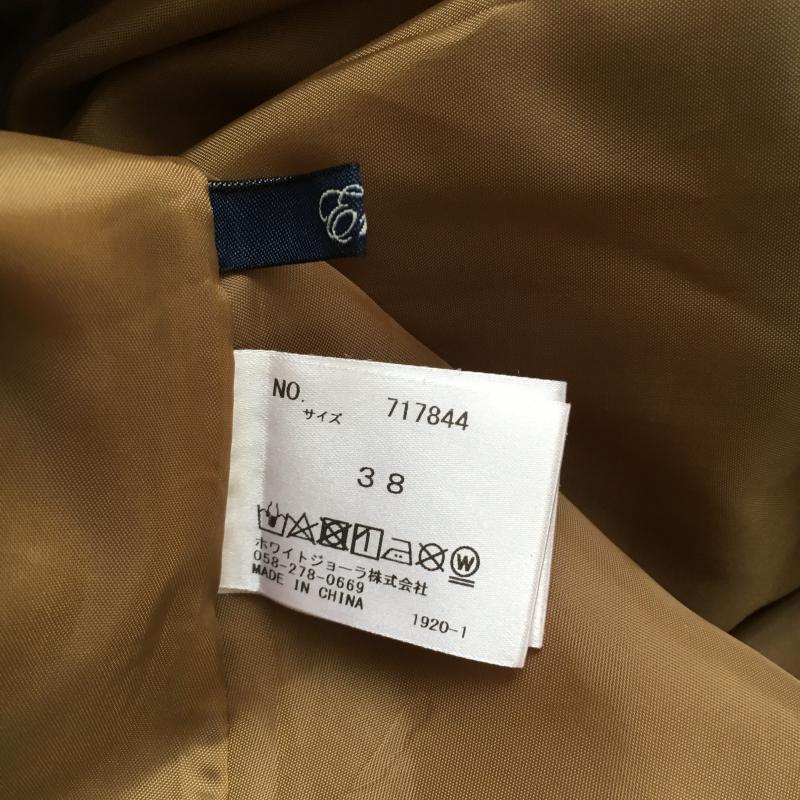 NO. 717844
サイズ
38
W
ホワイトジョーラ株式会社
058-278-0669
MADE IN CHINA
1920-1